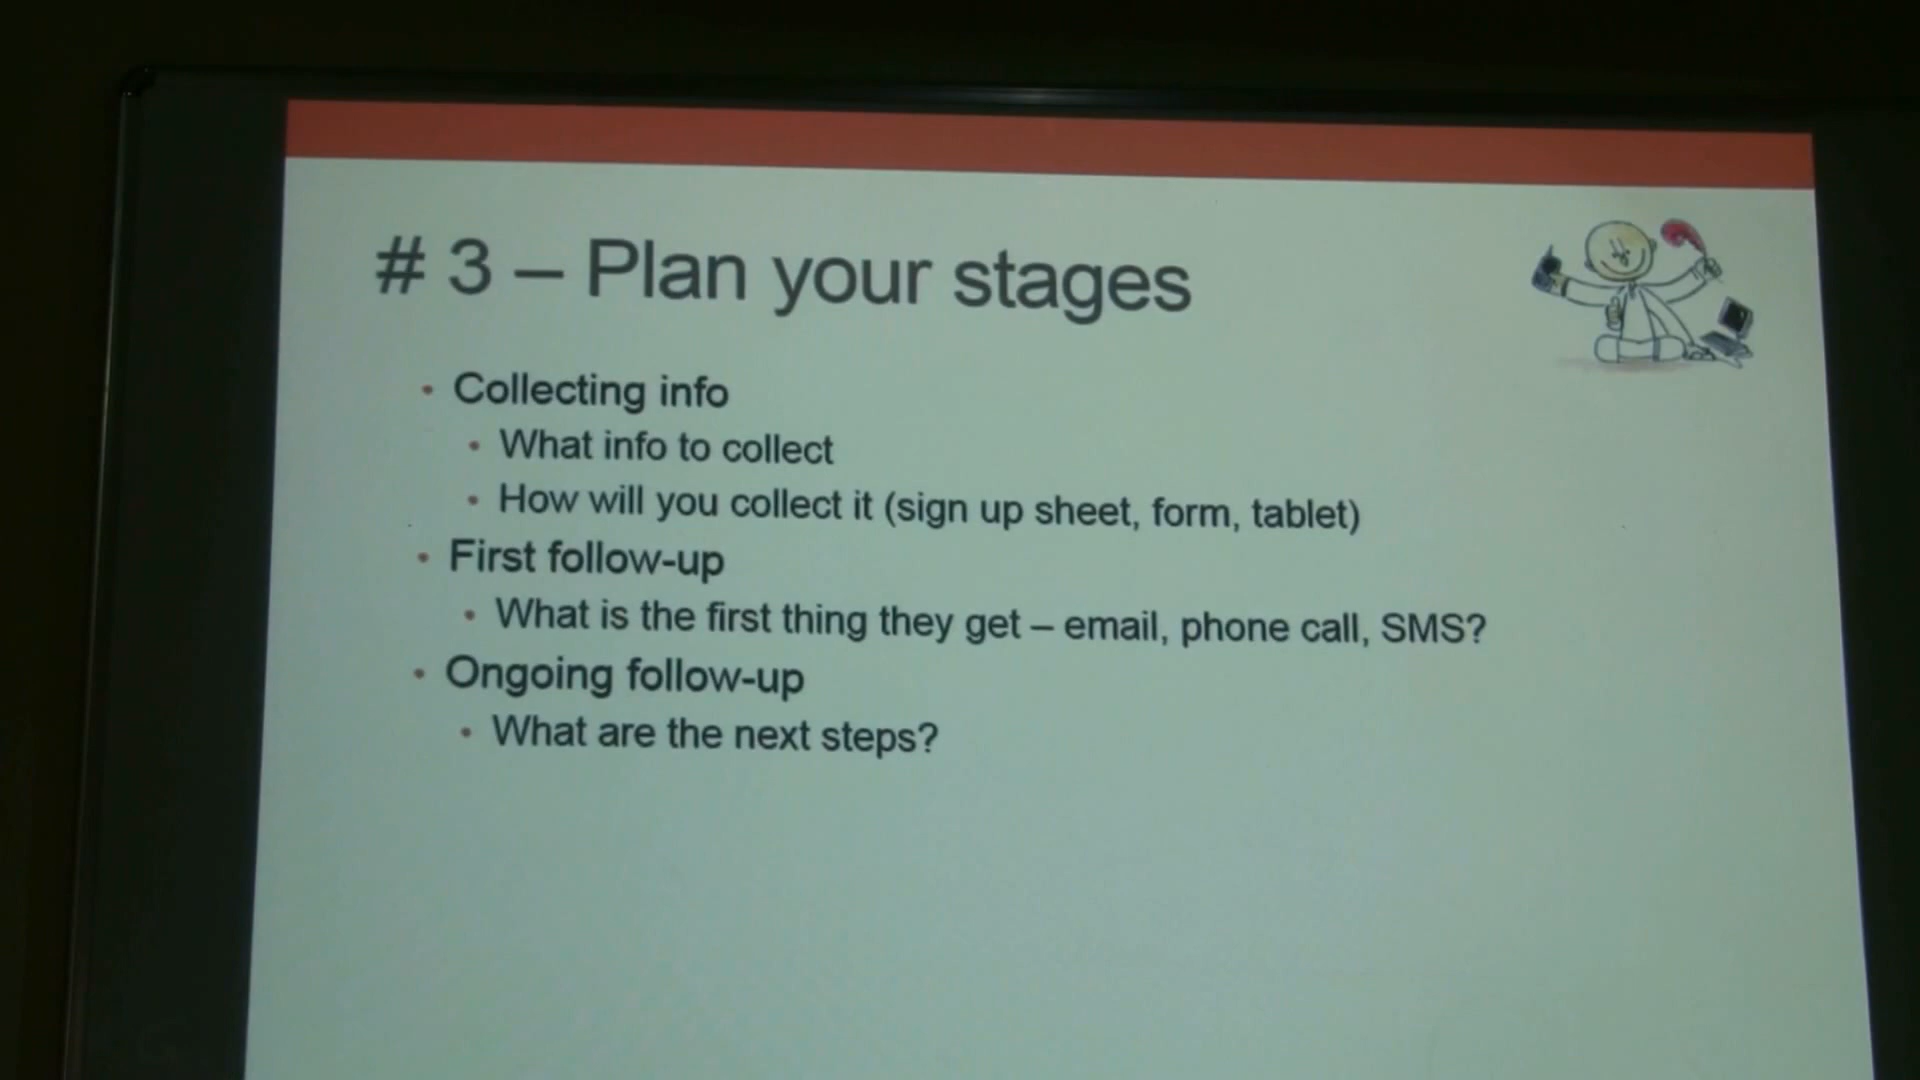 # 3 – Plan your stages
• Collecting info
• What info to collect
• How will you collect it (sign up sheet, form, tablet)
• First follow-up
• What is the first thing they get – email, phone call, SMS?
• Ongoing follow-up
• What are the next steps?